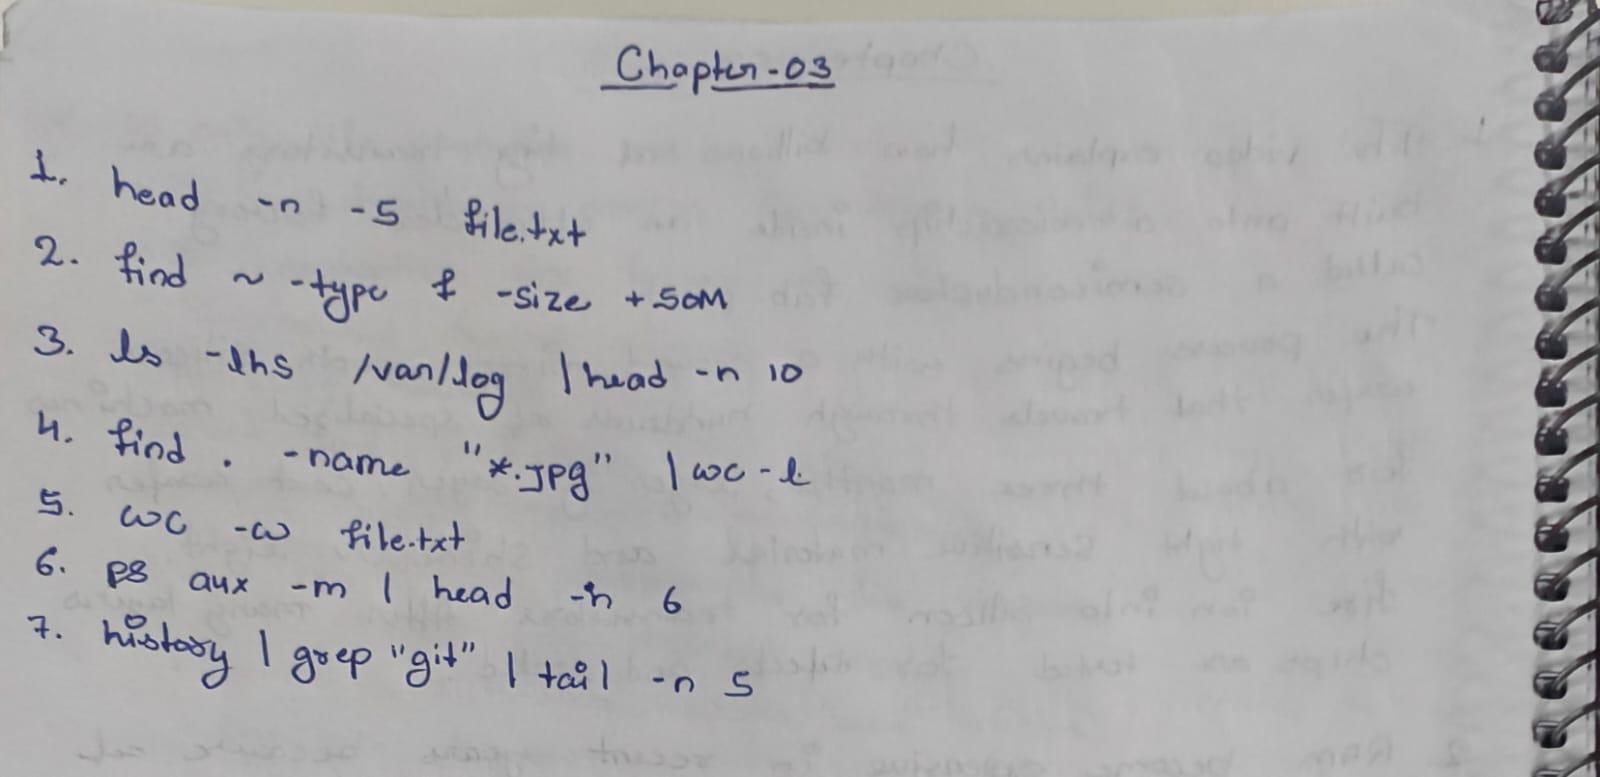 Chapter-03
1. head -n -5 file.txt
2. find ~ -type f -size +50M
3. ls -lhs /var/log | head -n 10
4. find . -name "*.jpg" | wc -l
5. wc -w file.txt
6. ps aux -m | head -n 6
7. history | grep "git" | tail -n 5